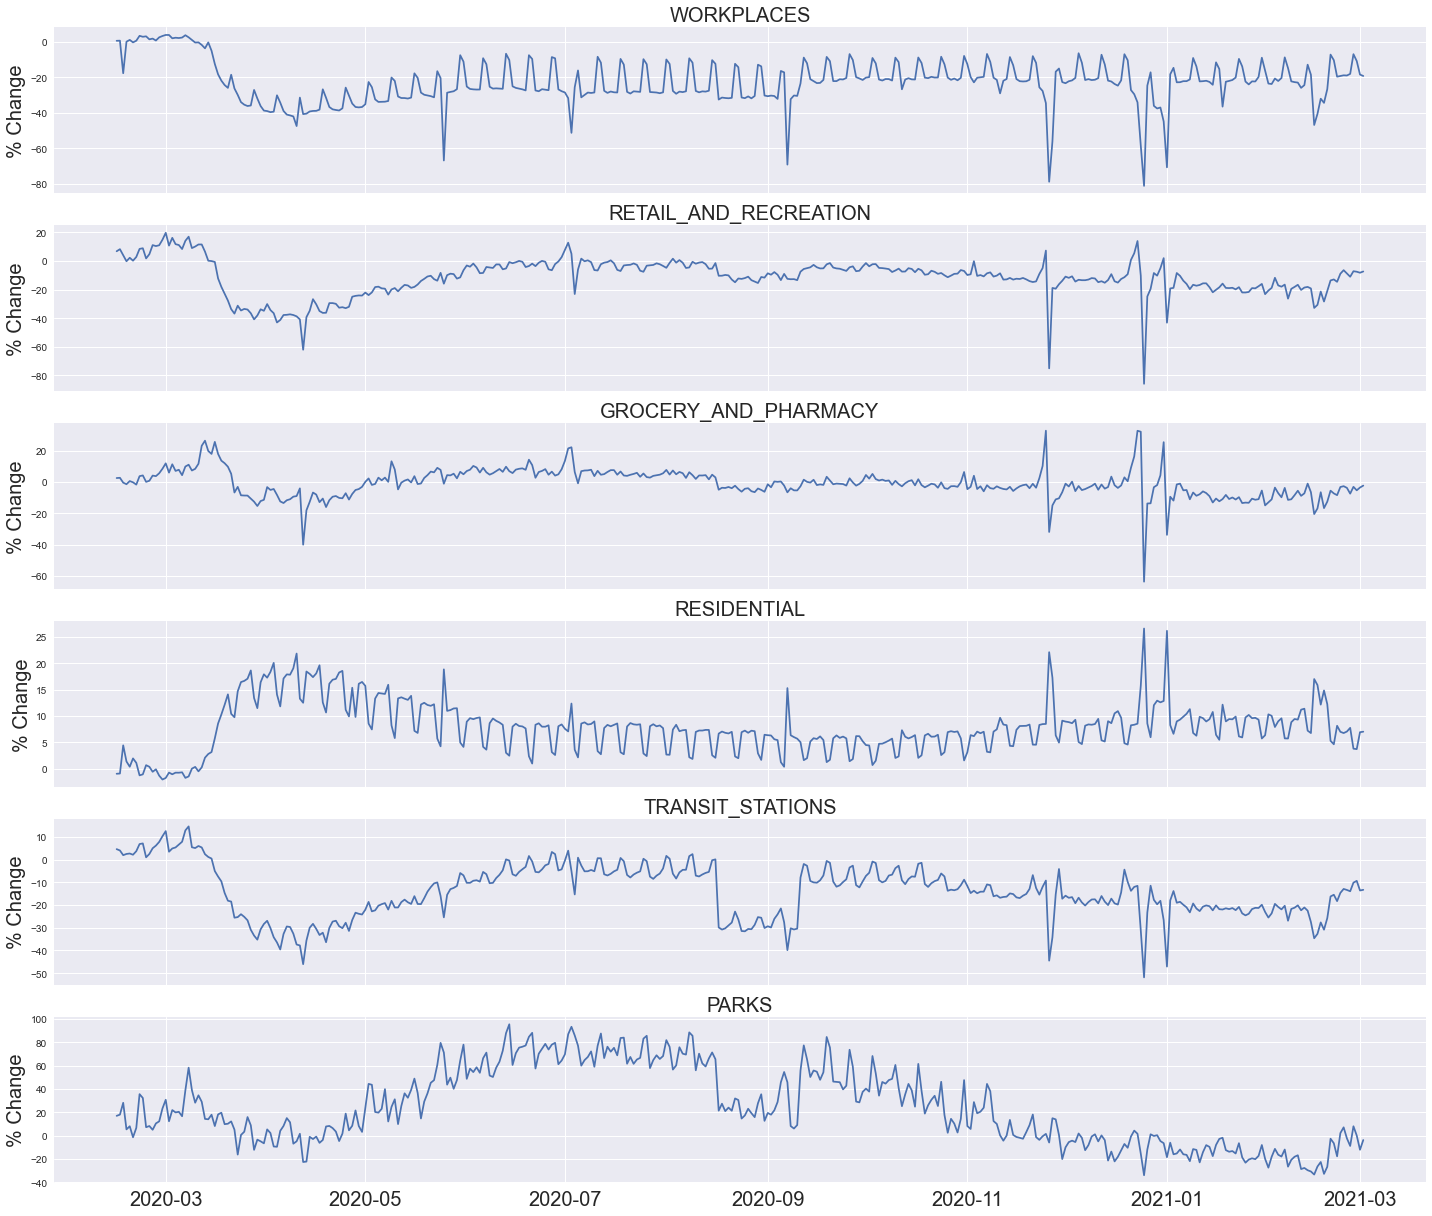 WORKPLACES
% Change
0
−20
−40
−60
−80
RETAIL_AND_RECREATION
% Change
20
0
−20
−40
−60
−80
GROCERY_AND_PHARMACY
% Change
20
0
−20
−40
−60
RESIDENTIAL
% Change
25
20
15
10
5
0
TRANSIT_STATIONS
% Change
10
0
−10
−20
−30
−40
−50
PARKS
% Change
100
80
60
40
20
0
−20
−40
2020-03 2020-05 2020-07 2020-09 2020-11 2021-01 2021-03